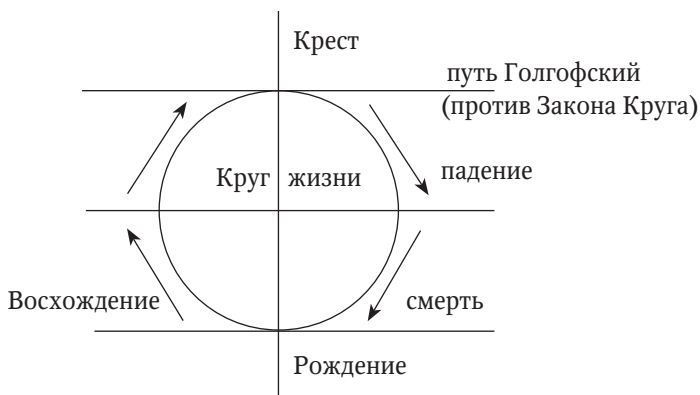 Крест
путь Голгофский
(против Закона Круга)
Круг жизни
падение
Восхождение
смерть
Рождение